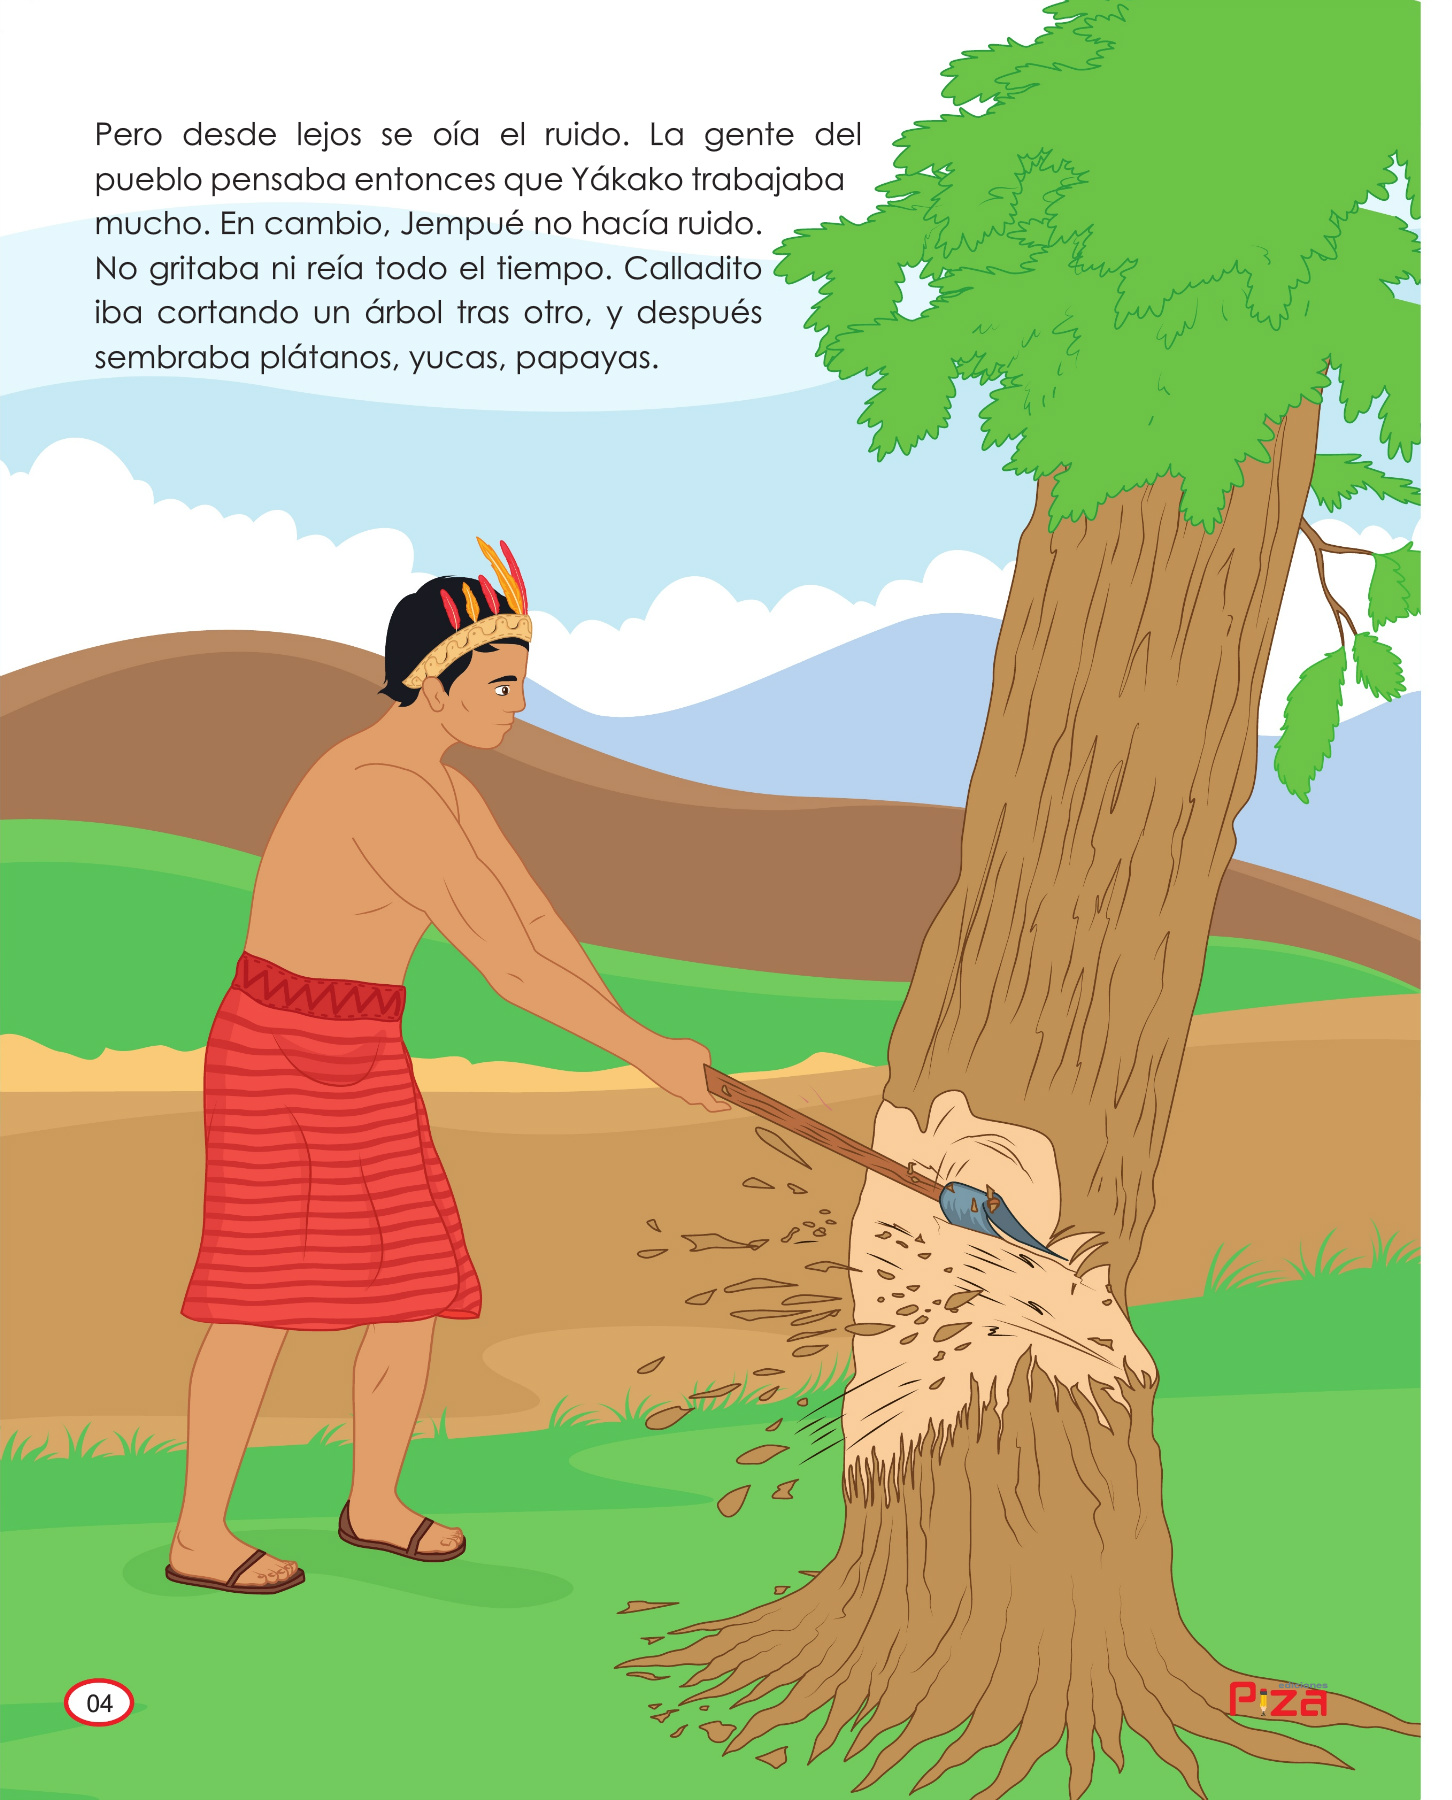 Pero desde lejos se oía el ruido. La gente del
pueblo pensaba entonces que Yákako trabajaba
mucho. En cambio, Jempué no hacía ruido.
No gritaba ni reía todo el tiempo. Calladito
iba cortando un árbol tras otro, y después
sembraba plátanos, yucas, papayas.
04
ediciones
Piza